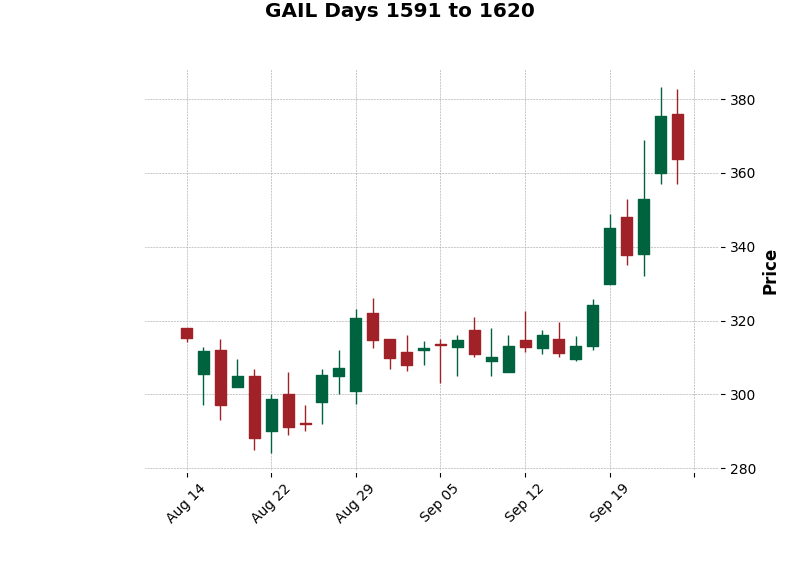 GAIL Days 1591 to 1620
380
360
340
320
300
280
Price
Aug 14
Aug 22
Aug 29
Sep 05
Sep 12
Sep 19